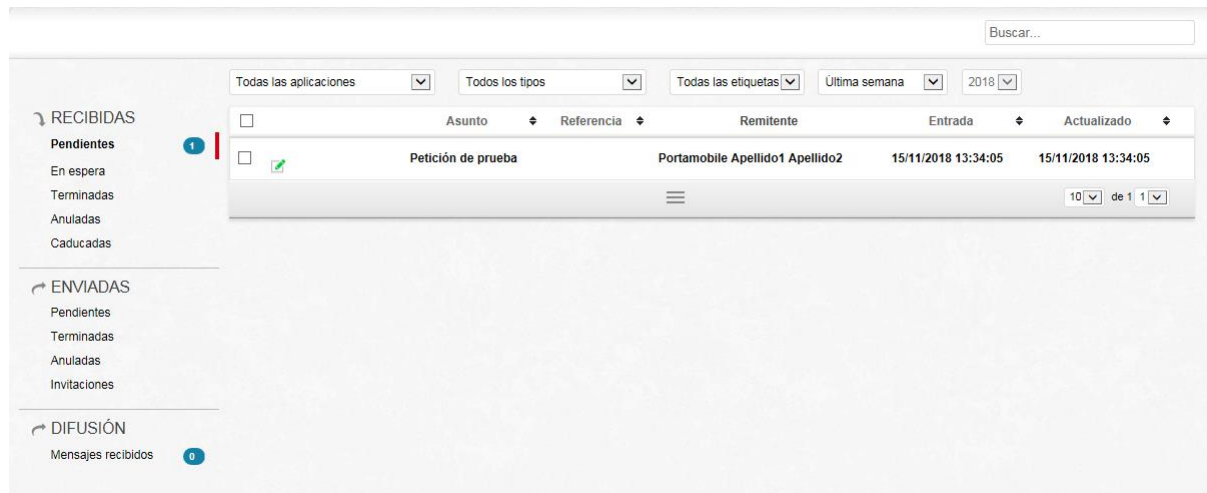 Buscar...
Todas las aplicaciones Todos los tipos Todas las etiquetas Última semana 2018
RECIBIDAS
Pendientes 1
En espera
Terminadas
Anuladas
Caducadas
ENVIADAS
Pendientes
Terminadas
Anuladas
Invitaciones
DIFUSIÓN
Mensajes recibidos 0
Asunto Referencia Remitente Entrada Actualizado
Petición de prueba Portamobile Apellido1 Apellido2 15/11/2018 13:34:05 15/11/2018 13:34:05
10 de 1 1